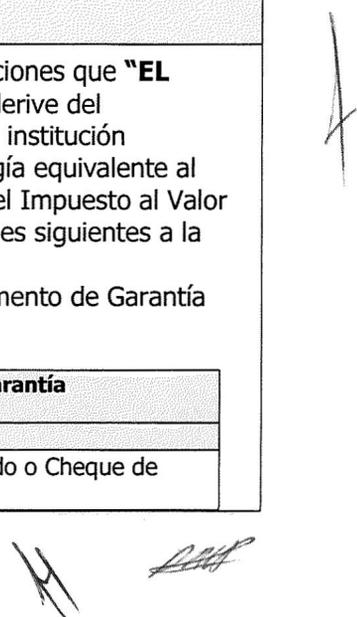 ciones que "EL
derive del
institución
gía equivalente al
el Impuesto al Valor
es siguientes a la
mento de Garantía
arantía
do o Cheque de